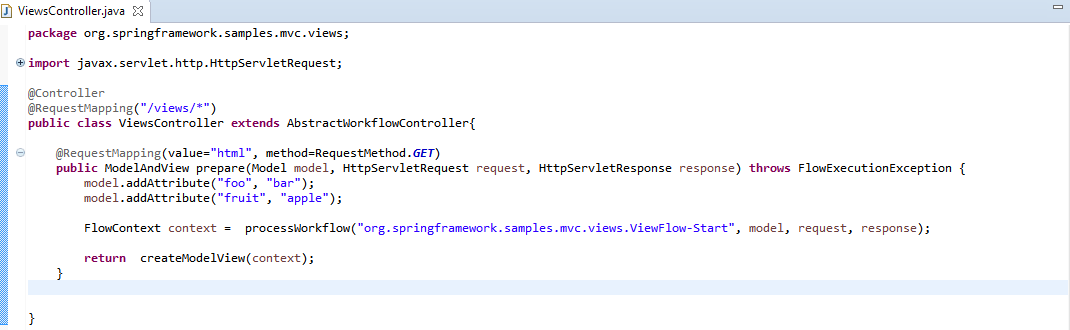 ViewsController.java
package org.springframework.samples.mvc.views;
import javax.servlet.http.HttpServletRequest;
@Controller
@RequestMapping("/views/*")
public class ViewsController extends AbstractWorkflowController{
@RequestMapping(value="html", method=RequestMethod.GET)
public ModelAndView prepare(Model model, HttpServletRequest request, HttpServletResponse response) throws FlowExecutionException {
model.addAttribute("foo", "bar");
model.addAttribute("fruit", "apple");
FlowContext context =  processWorkflow("org.springframework.samples.mvc.views.ViewFlow-Start", model, request, response);
return  createModelView(context);
}
}